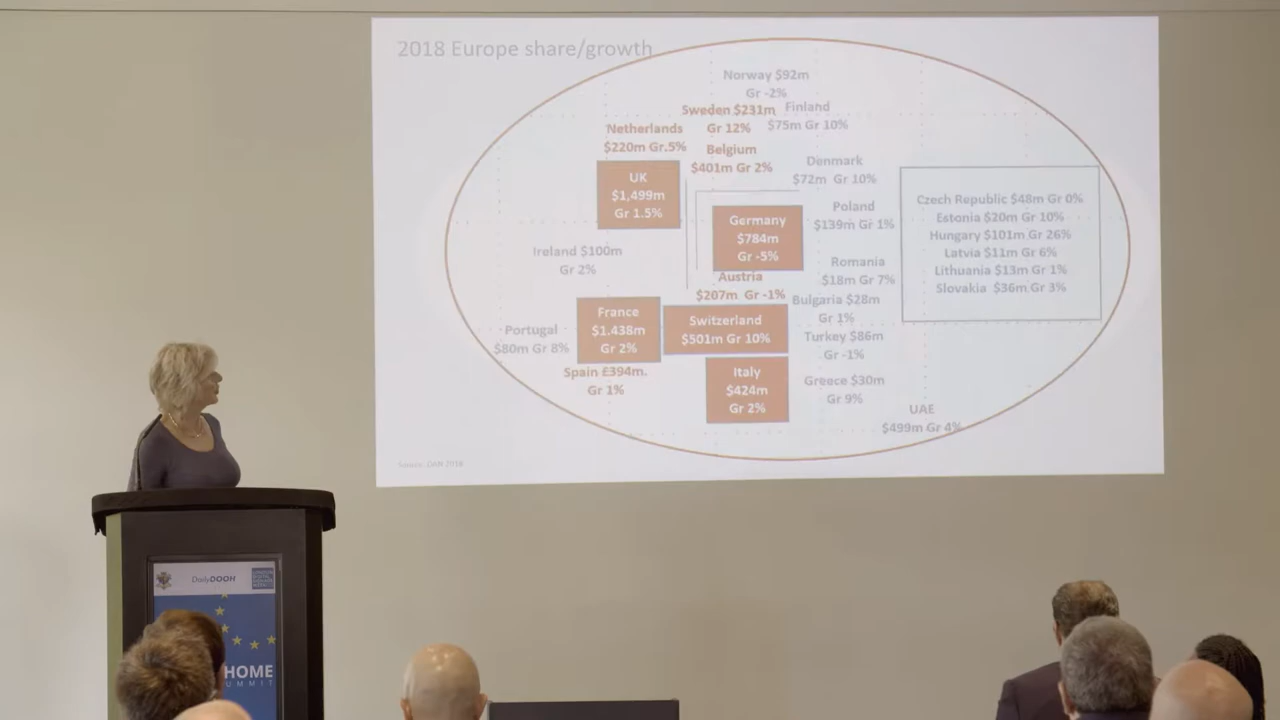 2018 Europe share/growth
Norway $92m
Gr -2%
Sweden $231m
Gr 12%
Finland
$75m Gr 10%
Netherlands
$220m Gr.5%
Belgium
$401m Gr 2%
Denmark
$72m Gr 10%
UK
$1,499m
Gr 1.5%
Germany
$784m
Gr -5%
Poland
$139m Gr 1%
Czech Republic $48m Gr 0%
Estonia $20m Gr 10%
Hungary $101m Gr 26%
Latvia $11m Gr 6%
Lithuania $13m Gr 1%
Slovakia $36m Gr 3%
Ireland $100m
Gr 2%
Romania
$18m Gr 7%
Austria
$207m Gr -1%
Bulgaria $28m
Gr 1%
France
$1.438m
Gr 2%
Switzerland
$501m Gr 10%
Portugal
$80m Gr 8%
Turkey $86m
Gr -1%
Spain £394m.
Gr 1%
Italy
$424m
Gr 2%
Greece $30m
Gr 9%
UAE
$499m Gr 4%
DailyDOOH
HOME
UMMIT